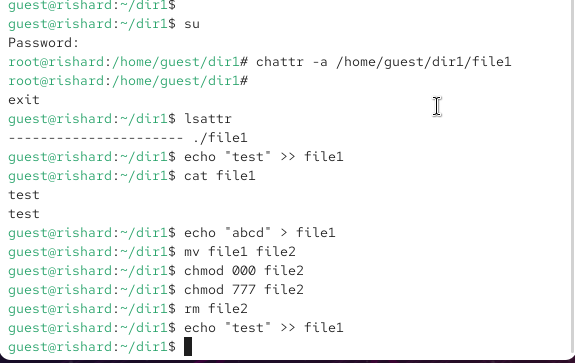 guest@rishard:~/dir1$
guest@rishard:~/dir1$ su
Password:
root@rishard:/home/guest/dir1# chattr -a /home/guest/dir1/file1
root@rishard:/home/guest/dir1#
exit
guest@rishard:~/dir1$ lsattr
---------------------- ./file1
guest@rishard:~/dir1$ echo "test" >> file1
guest@rishard:~/dir1$ cat file1
test
test
guest@rishard:~/dir1$ echo "abcd" > file1
guest@rishard:~/dir1$ mv file1 file2
guest@rishard:~/dir1$ chmod 000 file2
guest@rishard:~/dir1$ chmod 777 file2
guest@rishard:~/dir1$ rm file2
guest@rishard:~/dir1$ echo "test" >> file1
guest@rishard:~/dir1$